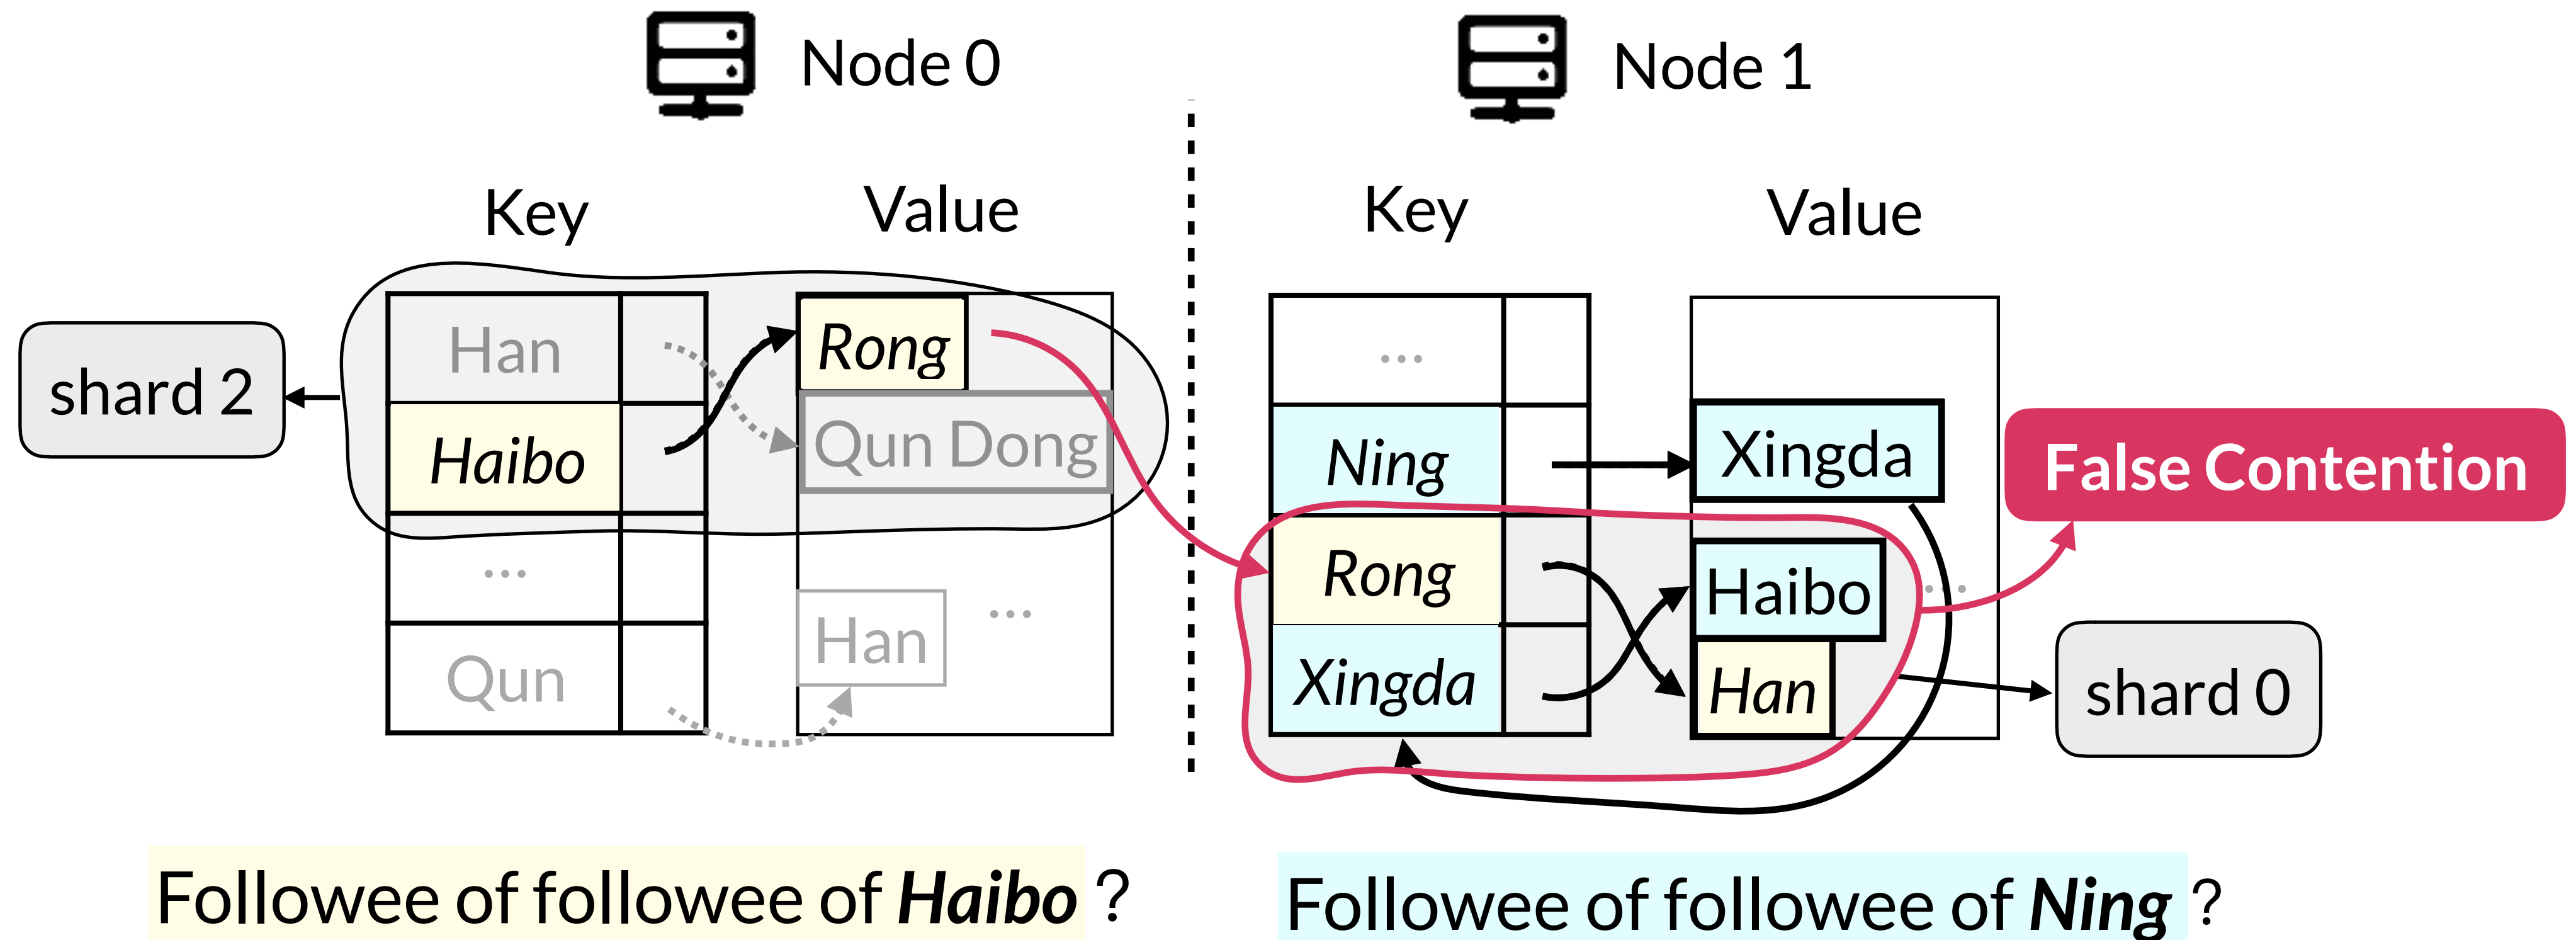 Node 0
Node 1
Key
Value
Key
Value
shard 2
Han
Haibo
...
Qun
Rong
Qun Dong
Han
...
...
Ning
Rong
Xingda
Xingda
Haibo
Han
...
False Contention
shard 0
Followee of followee of Haibo ?
Followee of followee of Ning ?